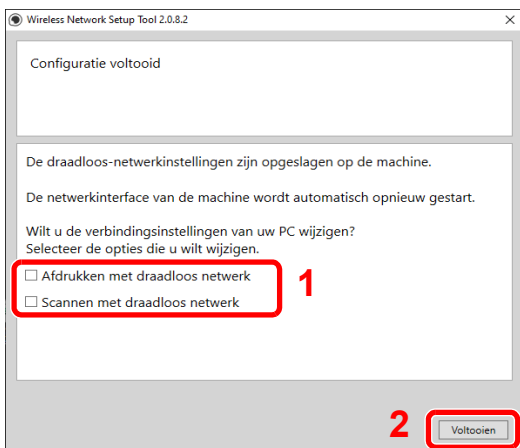 Wireless Network Setup Tool 2.0.8.2
Configuratie voltooid
De draadloos-netwerkinstellingen zijn opgeslagen op de machine.
De netwerkinterface van de machine wordt automatisch opnieuw gestart.
Wilt u de verbindingsinstellingen van uw PC wijzigen?
Selecteer de opties die u wilt wijzigen.
Afdrukken met draadloos netwerk
1
Scannen met draadloos netwerk
2
Voltooien